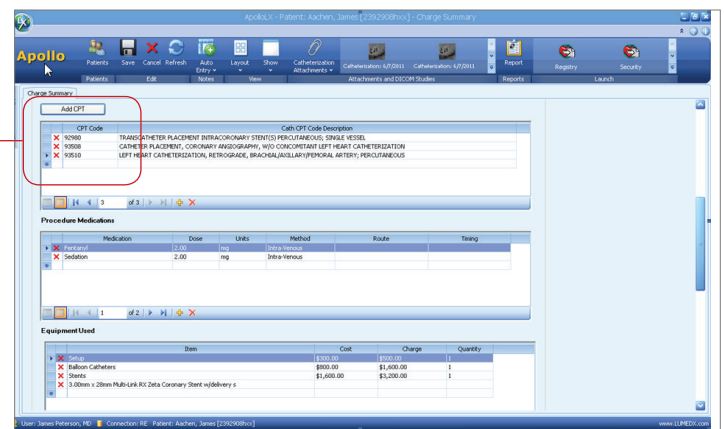 ApolloLX - Patient: Aachen, James [2392908hxx] - Charge Summary
Apollo
Patients Save Cancel Refresh Auto Entry Layout Show Catheterization Attachments Catheterization: 6/7/2011 Catheterization: 6/7/2011 Report Registry Security
Patients Edit Notes View Attachments and DICOM Studies Reports Launch
Charge Summary
Add CPT
CPT Code Cath CPT Code Description
92980 TRANSCATHETER PLACEMENT INTRACORONARY STENT(S) PERCUTANEOUS; SINGLE VESSEL
93508 CATHETER PLACEMENT, CORONARY ANGIOGRAPHY, W/O CONCOMITANT LEFT HEART CATHETERIZATION
93510 LEFT HEART CATHETERIZATION, RETROGRADE, BRACHIAL/AXILLARY/FEMORAL ARTERY; PERCUTANEOUS
3 of 3
Procedure Medications
Medication Dose Units Method Route Timing
Fentanyl 2.00 mg Intra-Venous
Sedation 2.00 mg Intra-Venous
1 of 2
Equipment Used
Item Cost Charge Quantity
Setup $300.00 $500.00 1
Balloon Catheters $800.00 $1,600.00 1
Stents $1,600.00 $3,200.00 1
3.00mm x 28mm Multi-Link RX Zeta Coronary Stent w/delivery s
User: James Peterson, MD Connection: RE Patient: Aachen, James [2392908hxx] www.LUMEDX.com